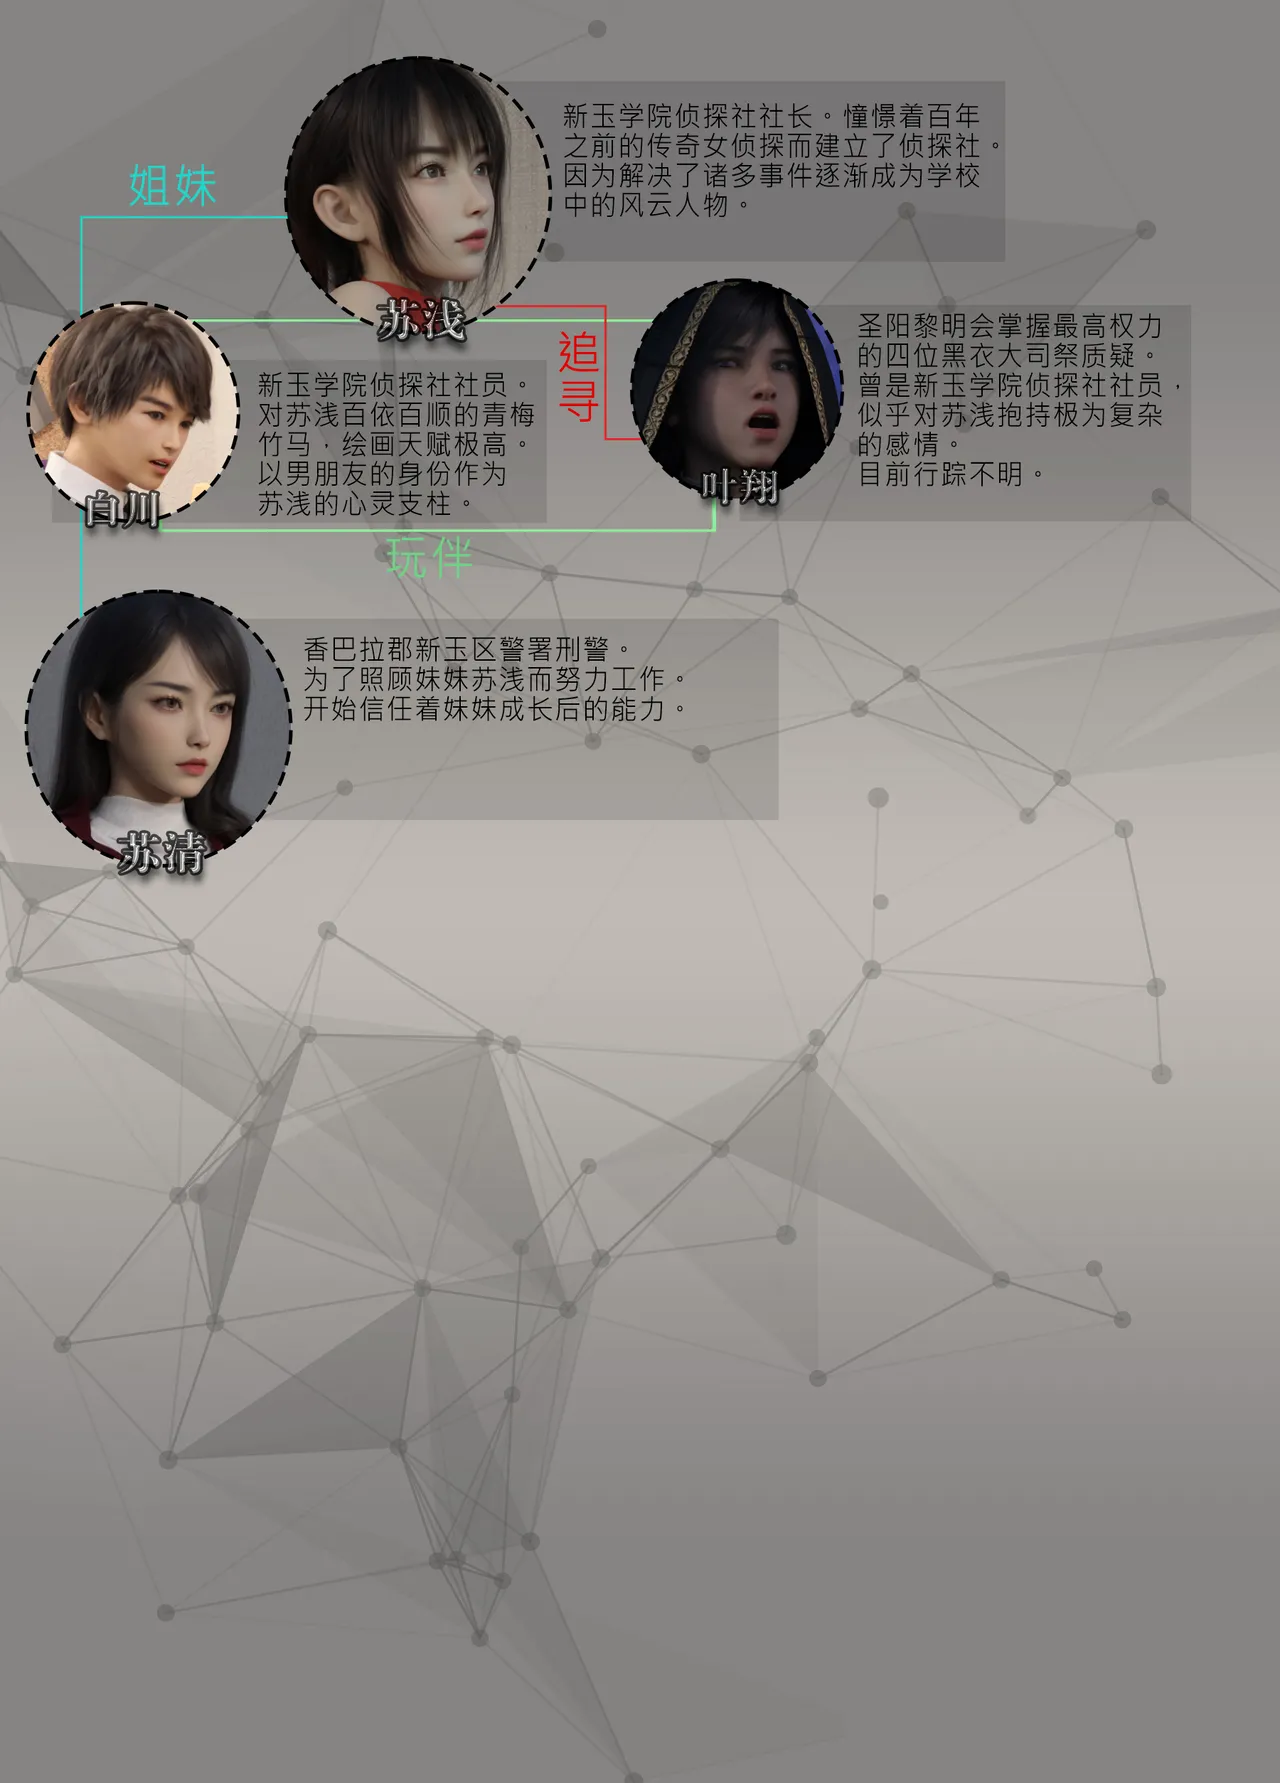 新玉学院侦探社社长。憧憬着百年
之前的传奇女侦探而建立了侦探社。
因为解决了诸多事件逐渐成为学校
中的风云人物。
姐妹
苏浅
追寻
圣阳黎明会掌握最高权力
的四位黑衣大司祭质疑。
曾是新玉学院侦探社社员，
似乎对苏浅抱持极为复杂
的感情。
目前行踪不明。
叶翔
新玉学院侦探社社员。
对苏浅百依百顺的青梅
竹马，绘画天赋极高。
以男朋友的身份作为
苏浅的心灵支柱。
白川
玩伴
香巴拉郡新玉区警署刑警。
为了照顾妹妹苏浅而努力工作。
开始信任着妹妹成长后的能力。
苏清